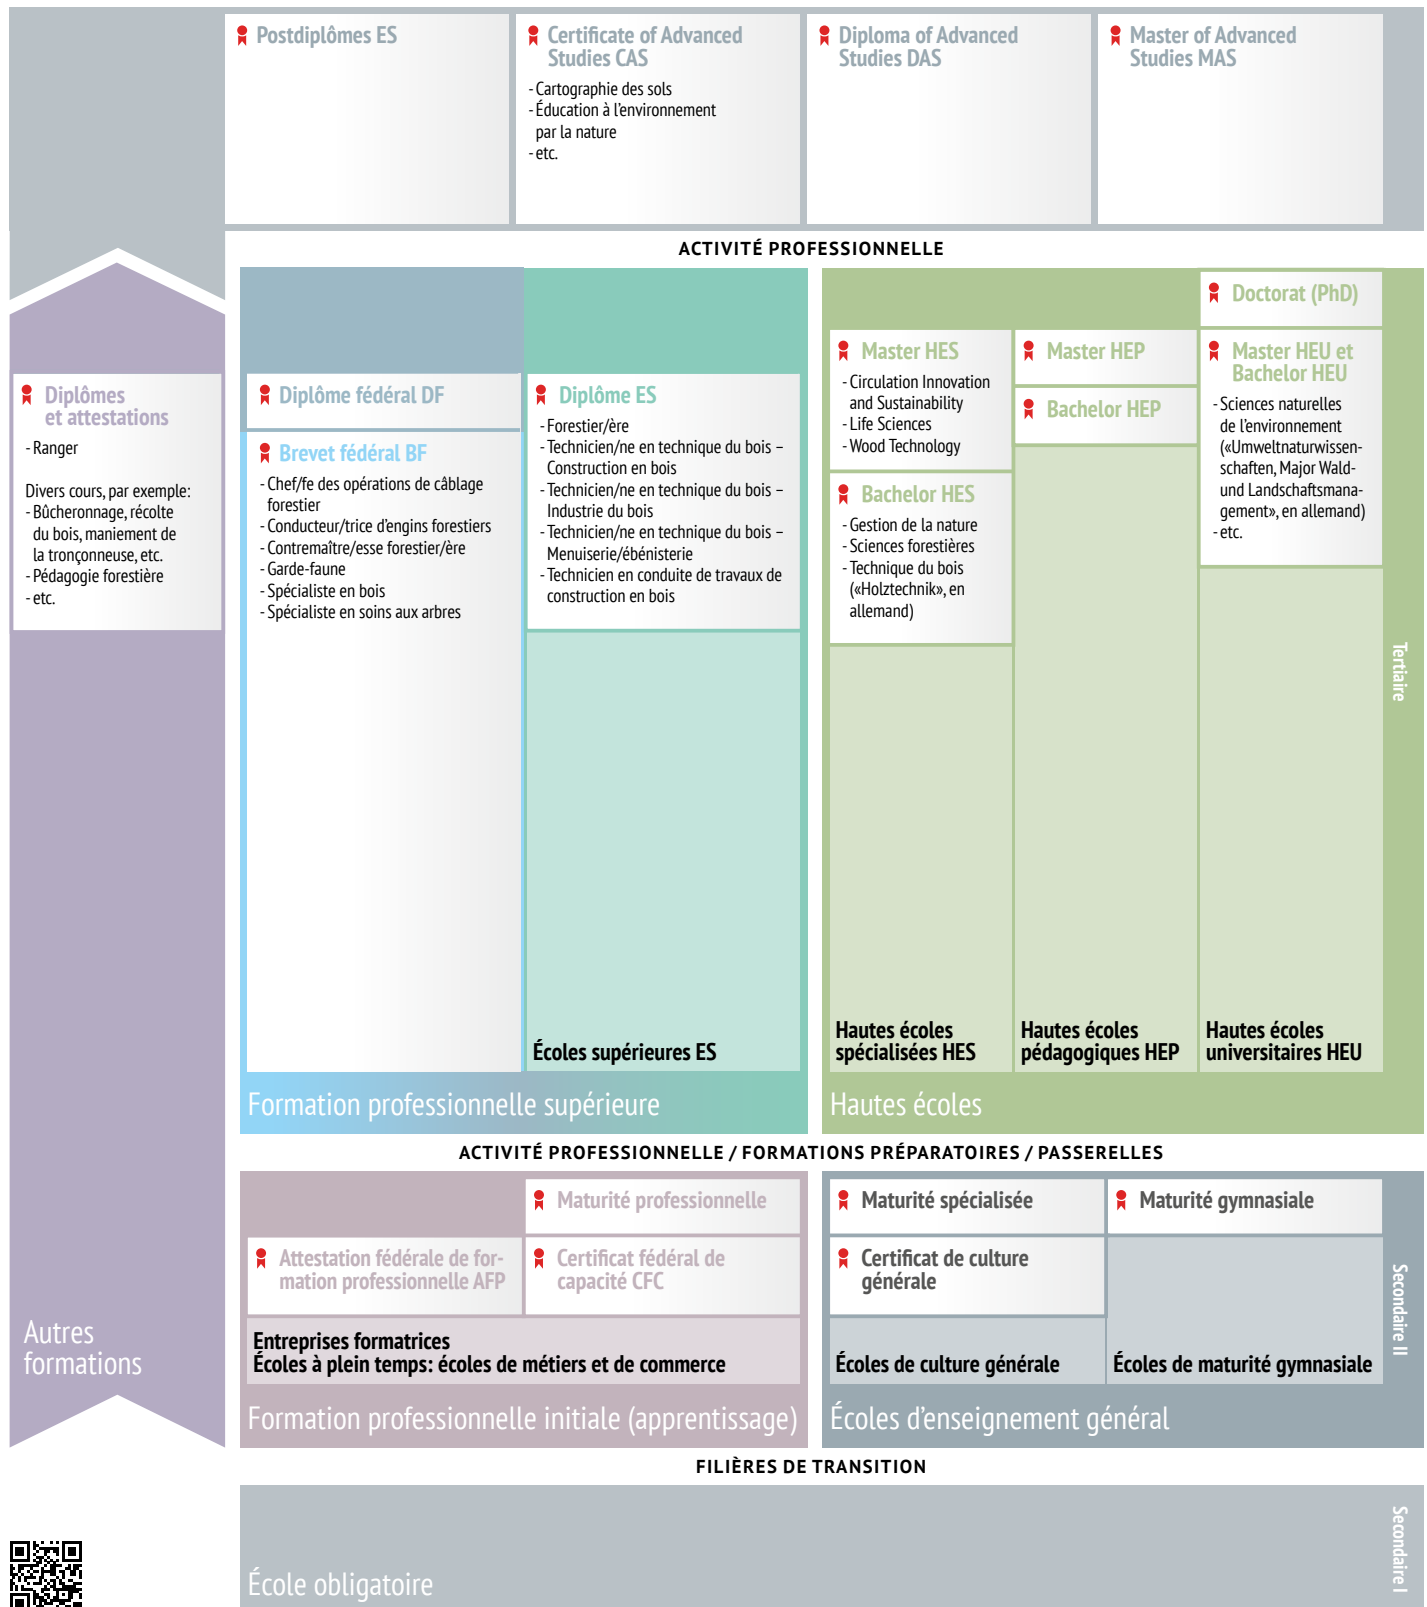 Postdiplômes ES
Certificate of Advanced
Studies CAS
- Cartographie des sols
- Éducation à l'environnement
par la nature
- etc.
Diploma of Advanced
Studies DAS
Master of Advanced
Studies MAS
ACTIVITÉ PROFESSIONNELLE
Diplômes
et attestations
- Ranger
Divers cours, par exemple:
- Bûcheronnage, récolte
du bois, maniement de
la tronçonneuse, etc.
- Pédagogie forestière
- etc.
Autres
formations
Diplôme fédéral DF
Brevet fédéral BF
- Chef/fe des opérations de câblage
forestier
- Conducteur/trice d'engins forestiers
- Contremaître/esse forestier/ère
- Garde-faune
- Spécialiste en bois
- Spécialiste en soins aux arbres
Diplôme ES
- Forestier/ère
- Technicien/ne en technique du bois –
Construction en bois
- Technicien/ne en technique du bois –
Industrie du bois
- Technicien/ne en technique du bois –
Menuiserie/ébénisterie
- Technicien en conduite de travaux de
construction en bois
Écoles supérieures ES
Formation professionnelle supérieure
Master HES
- Circulation Innovation
and Sustainability
- Life Sciences
- Wood Technology
Bachelor HES
- Gestion de la nature
- Sciences forestières
- Technique du bois
(«Holztechnik», en
allemand)
Hautes écoles
spécialisées HES
Master HEP
Bachelor HEP
Hautes écoles
pédagogiques HEP
Doctorat (PhD)
Master HEU et
Bachelor HEU
- Sciences naturelles
de l'environnement
(«Umweltnaturwissen-
schaften, Major Wald-
und Landschaftsmana-
gement», en allemand)
- etc.
Hautes écoles
universitaires HEU
Hautes écoles
Tertiaire
ACTIVITÉ PROFESSIONNELLE / FORMATIONS PRÉPARATOIRES / PASSERELLES
Maturité professionnelle
Attestation fédérale de for-
mation professionnelle AFP
Certificat fédéral de
capacité CFC
Entreprises formatrices
Écoles à plein temps: écoles de métiers et de commerce
Formation professionnelle initiale (apprentissage)
Maturité spécialisée
Certificat de culture
générale
Écoles de culture générale
Maturité gymnasiale
Écoles de maturité gymnasiale
Écoles d'enseignement général
Secondaire II
FILIÈRES DE TRANSITION
École obligatoire
Secondaire I